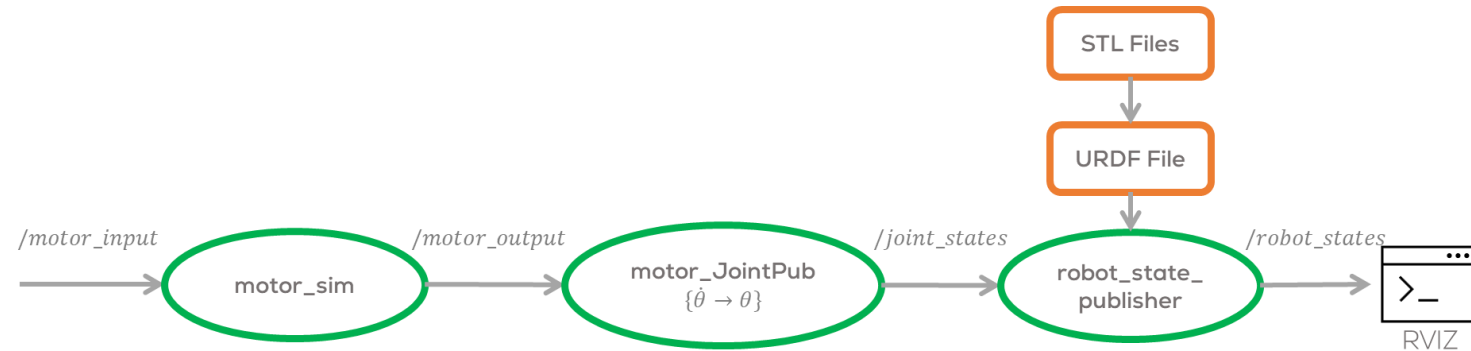 STL Files
URDF File
/motor_input
/motor_output
/joint_states
/robot_states
motor_sim
motor_JointPub
{θ̇ → θ}
robot_state_
publisher
>_
RVIZ